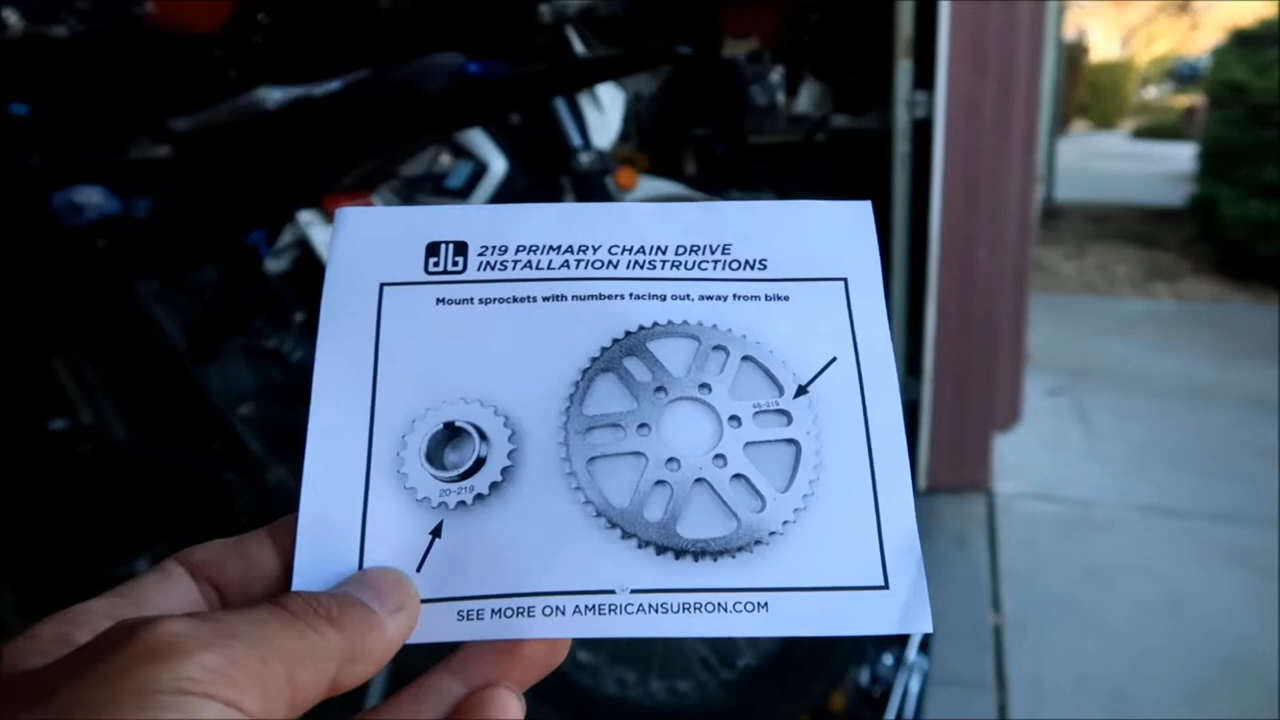 db
219 PRIMARY CHAIN DRIVE
INSTALLATION INSTRUCTIONS
Mount sprockets with numbers facing out, away from bike
48-219
20-219
SEE MORE ON AMERICANSURRON.COM